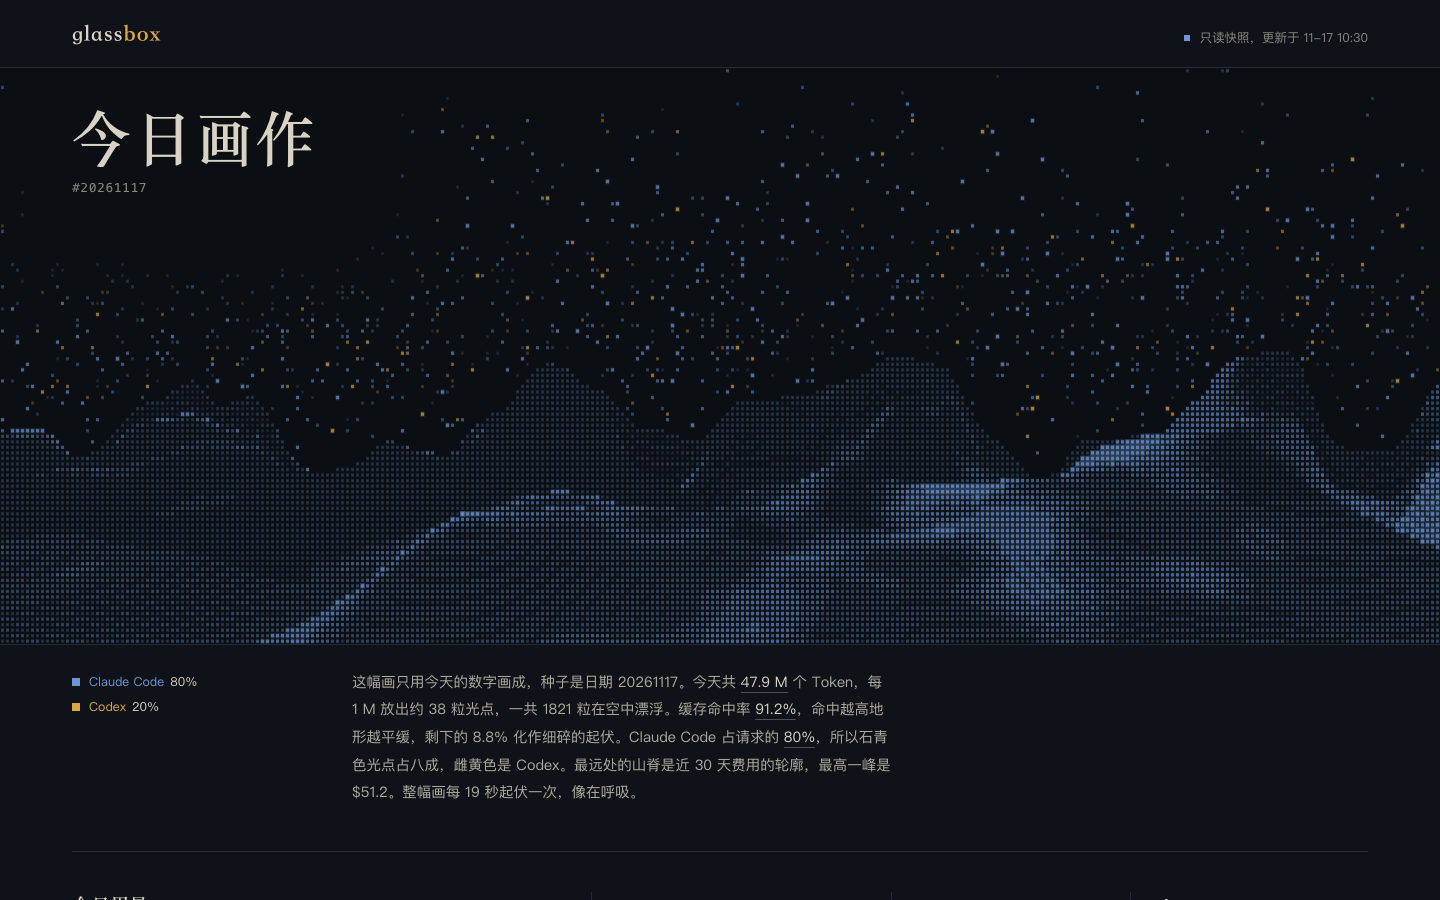 glassbox
只读快照，更新于 11-17 10:30
今日画作
#20261117
Claude Code 80%
Codex 20%
这幅画只用今天的数字画成，种子是日期 20261117。今天共 47.9 M 个 Token，每
1 M 放出约 38 粒光点，一共 1821 粒在空中漂浮。缓存命中率 91.2%，命中越高地
形越平缓，剩下的 8.8% 化作细碎的起伏。Claude Code 占请求的 80%，所以石青
色光点占八成，雌黄色是 Codex。最远处的山脊是近 30 天费用的轮廓，最高一峰是
$51.2。整幅画每 19 秒起伏一次，像在呼吸。